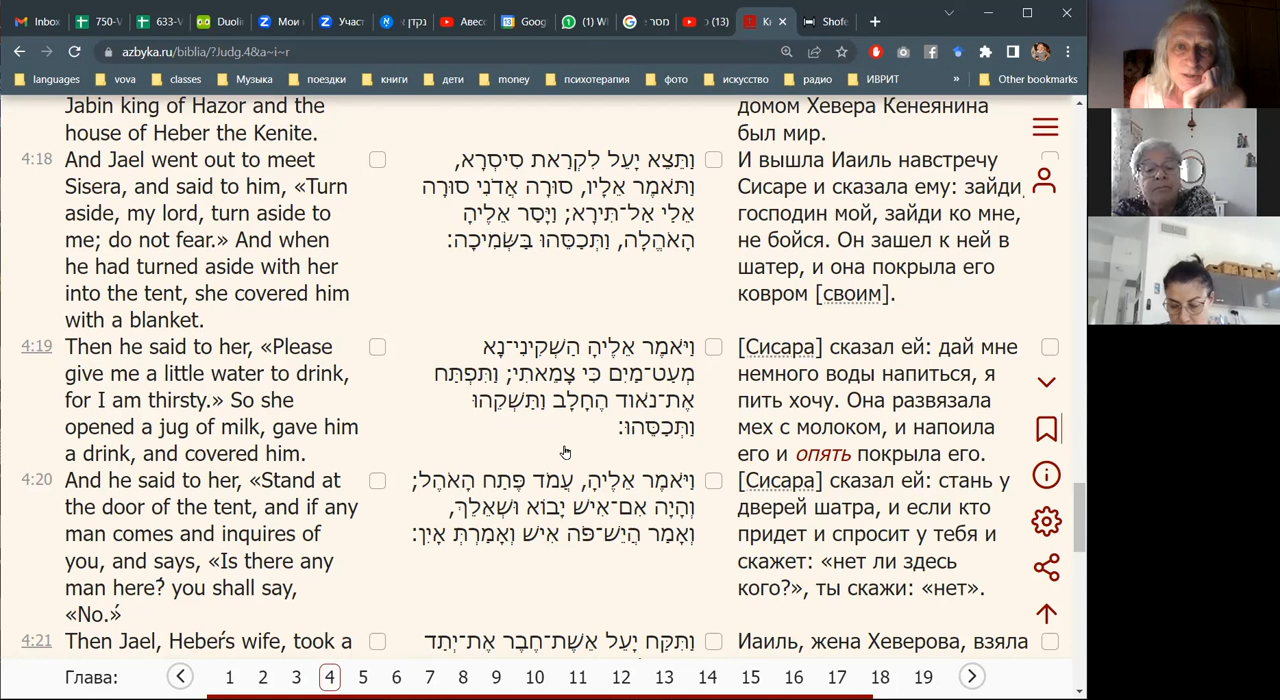 Inbox
750-V
633-V
Duoli
Мои
Участ
נקדן א
Авесс
Goog
(1) W
מסר
(13)
К
Shofe
azbyka.ru/biblia/?Judg.4&a~i~r
languages
vova
classes
Музыка
поездки
книги
дети
money
психотерапия
фото
искусство
радио
ИВРИТ
»
Other bookmarks
Jabin king of Hazor and the
house of Heber the Kenite.
домом Хевера Кенеянина
был мир.
4:18
And Jael went out to meet
Sisera, and said to him, «Turn
aside, my lord, turn aside to
me; do not fear.» And when
he had turned aside with her
into the tent, she covered him
with a blanket.
וַתֵּצֵא יָעֵל לִקְרַאת סִיסְרָא,
וַתֹּאמֶר אֵלָיו, סוּרָה אֲדֹנִי סוּרָה
אֵלַי אַל־תִּירָא; וַיָּסַר אֵלֶיהָ
הָאֹהֱלָה, וַתְּכַסֵּהוּ בַּשְּׂמִיכָה׃
И вышла Иаиль навстречу
Сисаре и сказала ему: зайди,
господин мой, зайди ко мне,
не бойся. Он зашел к ней в
шатер, и она покрыла его
ковром [своим].
4:19
Then he said to her, «Please
give me a little water to drink,
for I am thirsty.» So she
opened a jug of milk, gave him
a drink, and covered him.
וַיֹּאמֶר אֵלֶיהָ הַשְׁקִינִי־נָא
מְעַט־מַיִם כִּי צָמֵאתִי; וַתִּפְתַּח
אֶת־נֹאוד הֶחָלָב וַתַּשְׁקֵהוּ
וַתְּכַסֵּהוּ׃
[Сисара] сказал ей: дай мне
немного воды напиться, я
пить хочу. Она развязала
мех с молоком, и напоила
его и опять покрыла его.
4:20
And he said to her, «Stand at
the door of the tent, and if any
man comes and inquires of
you, and says, «Is there any
man here?́ you shall say,
«No.»́
וַיֹּאמֶר אֵלֶיהָ, עֲמֹד פֶּתַח הָאֹהֶל;
וְהָיָה אִם־אִישׁ יָבוֹא וּשְׁאֵלֵךְ,
וְאָמַר הֲיֵשׁ־פֹּה אִישׁ וְאָמַרְתְּ אָיִן׃
[Сисара] сказал ей: стань у
дверей шатра, и если кто
придет и спросит у тебя и
скажет: «нет ли здесь
кого?», ты скажи: «нет».
4:21
Then Jael, Heberś wife, took a
וַתִּקַּח יָעֵל אֵשֶׁת־חֶבֶר אֶת־יְתַד
Иаиль, жена Хеверова, взяла
Глава:
1 2 3 4 5 6 7 8 9 10 11 12 13 14 15 16 17 18 19